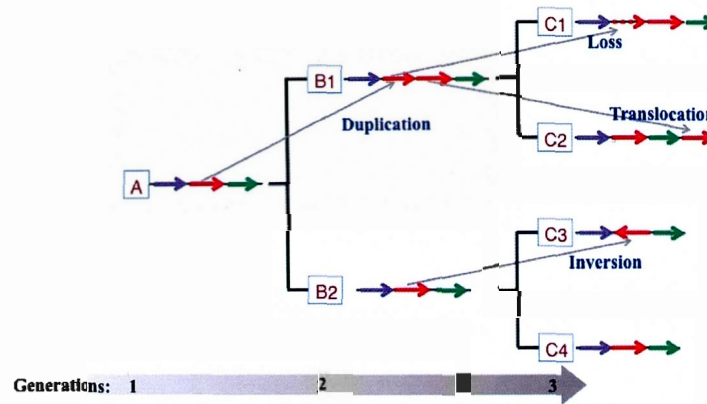 C1
Loss
B1
Duplication
Translocation
C2
A
C3
Inversion
B2
C4
Generations: 1 2 3